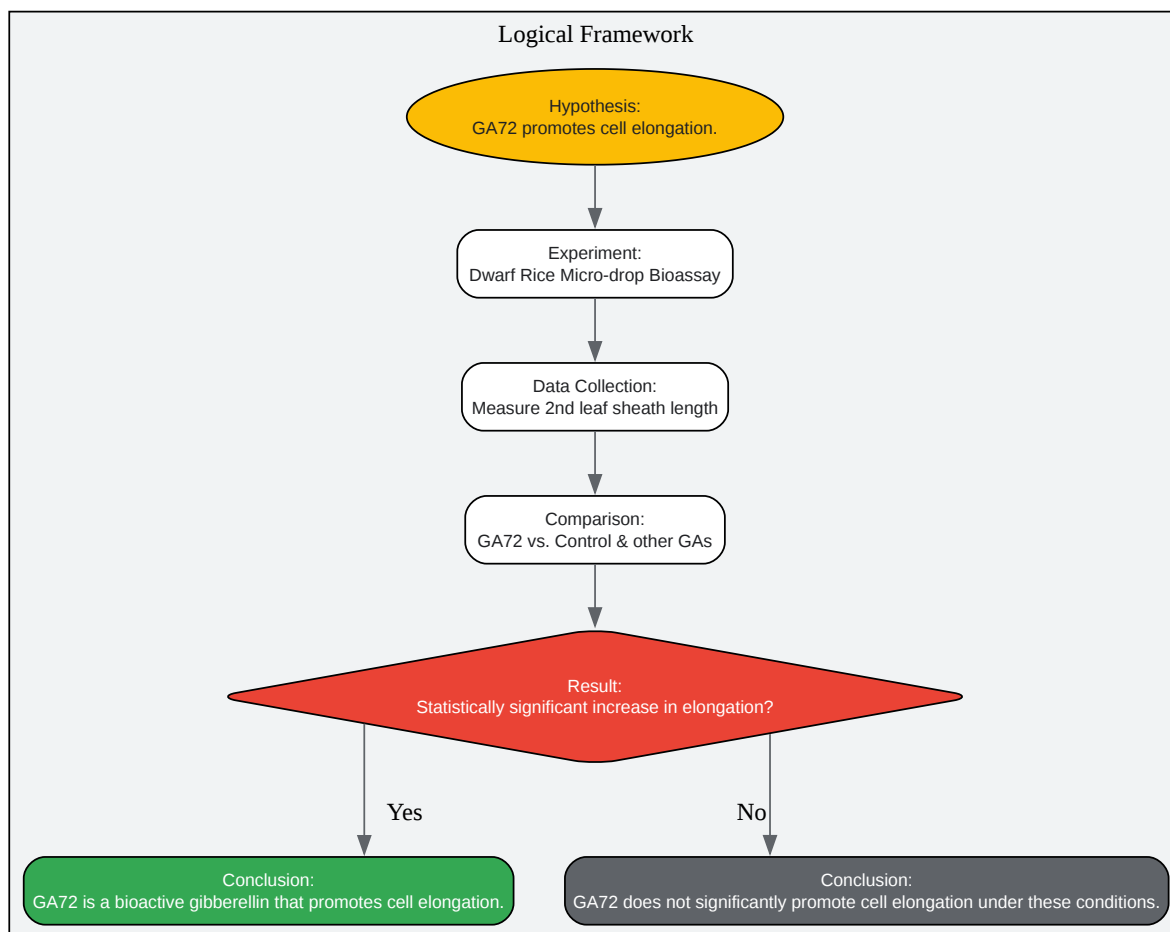 Logical Framework
Hypothesis:
GA72 promotes cell elongation.
Experiment:
Dwarf Rice Micro-drop Bioassay
Data Collection:
Measure 2nd leaf sheath length
Comparison:
GA72 vs. Control & other GAs
Result:
Statistically significant increase in elongation?
Yes
No
Conclusion:
GA72 is a bioactive gibberellin that promotes cell elongation.
Conclusion:
GA72 does not significantly promote cell elongation under these conditions.